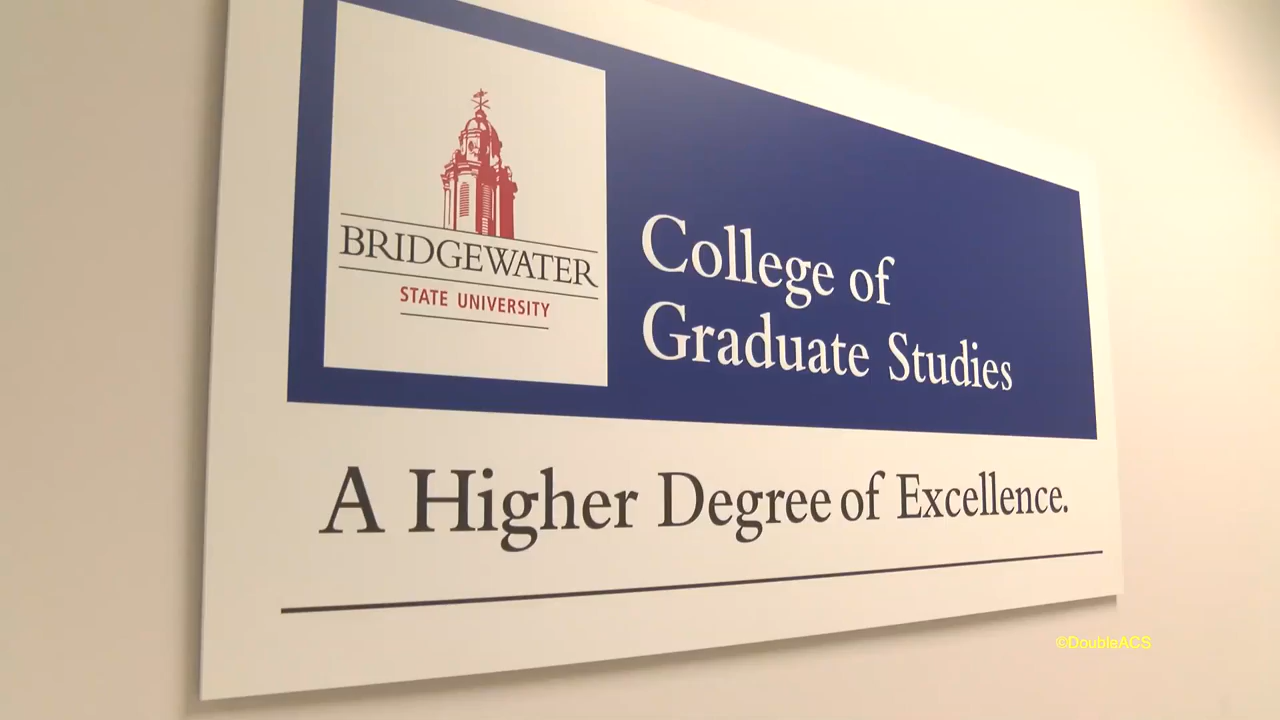 BRIDGEWATER
STATE UNIVERSITY
College of
Graduate Studies
A Higher Degree of Excellence.
©DoubleACS